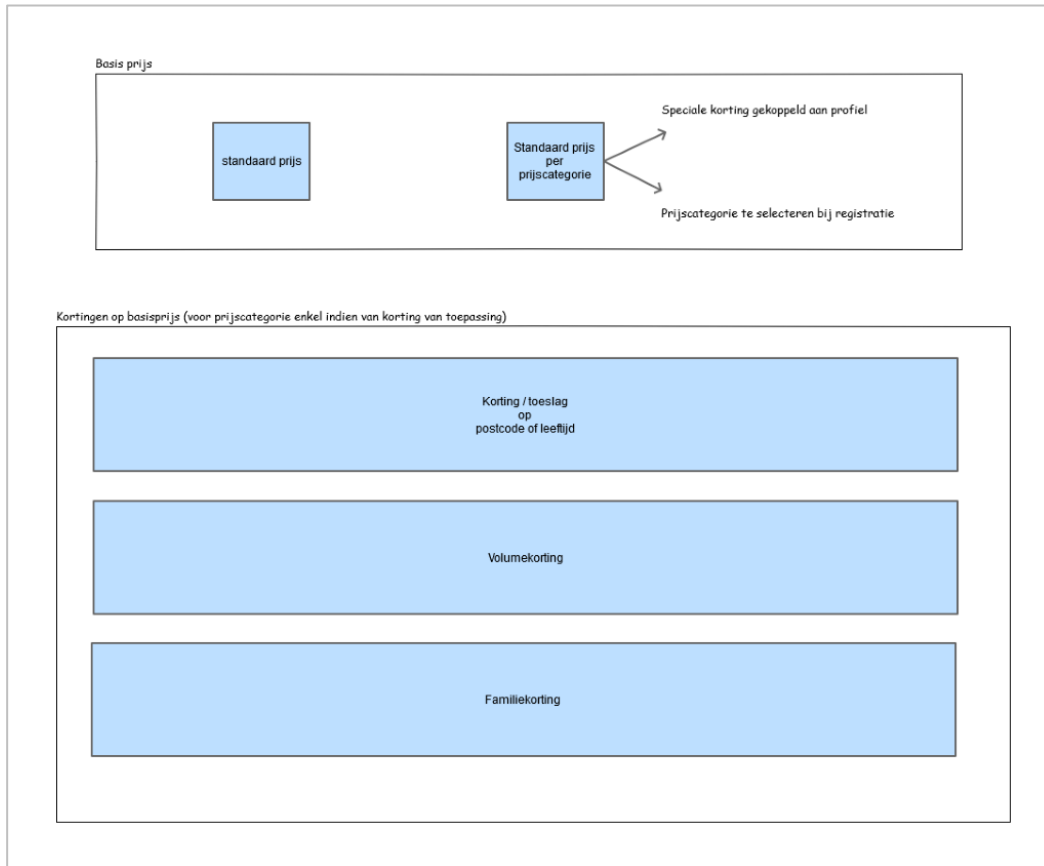 Basis prijs
standaard prijs
Standaard prijs
per
prijscategorie
Speciale korting gekoppeld aan profiel
Prijscategorie te selecteren bij registratie
Kortingen op basisprijs (voor prijscategorie enkel indien van korting van toepassing)
Korting / toeslag
op
postcode of leeftijd
Volumekorting
Familiekorting